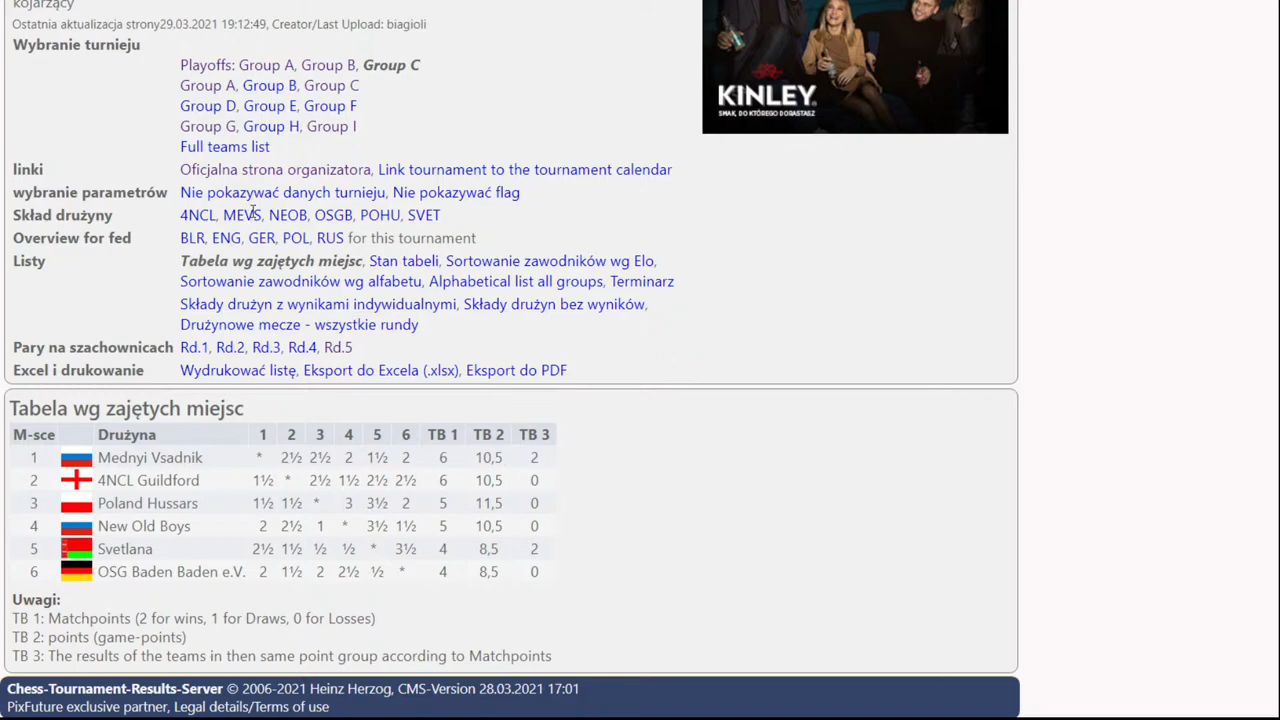 kojarzący
Ostatnia aktualizacja strony29.03.2021 19:12:49, Creator/Last Upload: biagioli
Wybranie turnieju
Playoffs: Group A, Group B, Group C
Group A, Group B, Group C
Group D, Group E, Group F
Group G, Group H, Group I
Full teams list
linki Oficjalna strona organizatora, Link tournament to the tournament calendar
wybranie parametrów Nie pokazywać danych turnieju, Nie pokazywać flag
Skład drużyny 4NCL, MEVS, NEOB, OSGB, POHU, SVET
Overview for fed BLR, ENG, GER, POL, RUS for this tournament
Listy Tabela wg zajętych miejsc, Stan tabeli, Sortowanie zawodników wg Elo,
Sortowanie zawodników wg alfabetu, Alphabetical list all groups, Terminarz
Składy drużyn z wynikami indywidualnymi, Składy drużyn bez wyników,
Drużynowe mecze - wszystkie rundy
Pary na szachownicach Rd.1, Rd.2, Rd.3, Rd.4, Rd.5
Excel i drukowanie Wydrukować listę, Eksport do Excela (.xlsx), Eksport do PDF
KINLEY
SMAK, DO KTÓREGO DORASTASZ
Tabela wg zajętych miejsc
M-sce Drużyna 1 2 3 4 5 6 TB 1 TB 2 TB 3
1 Mednyi Vsadnik * 2½ 2½ 2 1½ 2 6 10,5 2
2 4NCL Guildford 1½ * 2½ 1½ 2½ 2½ 6 10,5 0
3 Poland Hussars 1½ 1½ * 3 3½ 2 5 11,5 0
4 New Old Boys 2 2½ 1 * 3½ 1½ 5 10,5 0
5 Svetlana 2½ 1½ ½ ½ * 3½ 4 8,5 2
6 OSG Baden Baden e.V. 2 1½ 2 2½ ½ * 4 8,5 0
Uwagi:
TB 1: Matchpoints (2 for wins, 1 for Draws, 0 for Losses)
TB 2: points (game-points)
TB 3: The results of the teams in then same point group according to Matchpoints
Chess-Tournament-Results-Server © 2006-2021 Heinz Herzog, CMS-Version 28.03.2021 17:01
PixFuture exclusive partner, Legal details/Terms of use